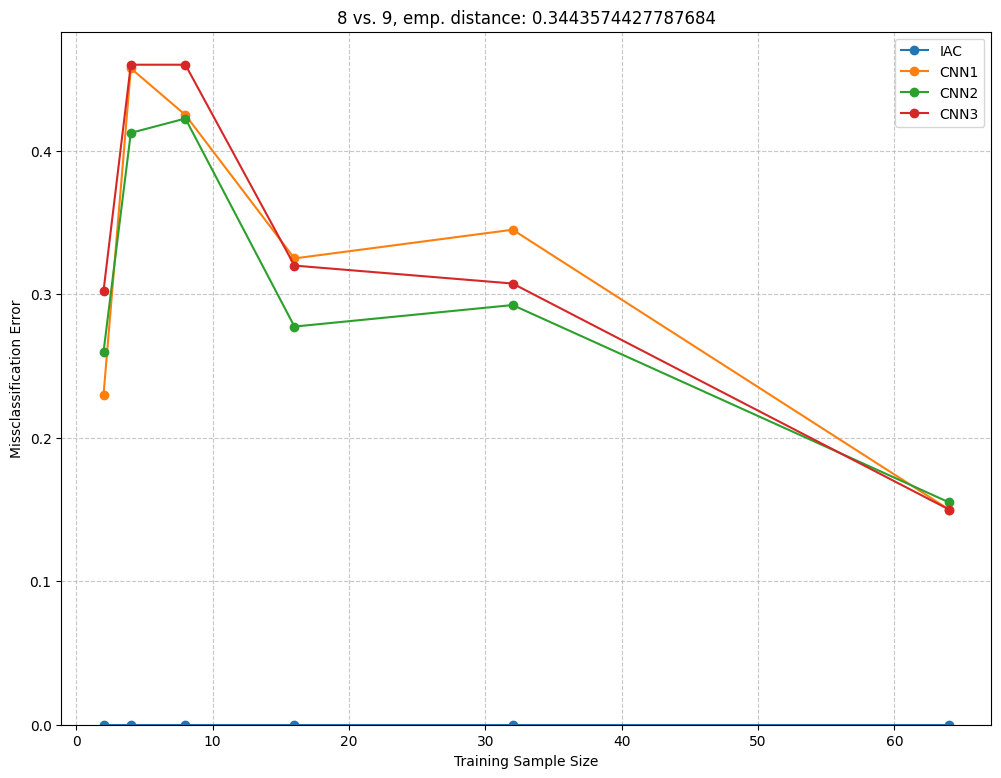 8 vs. 9, emp. distance: 0.3443574427787684
IAC
CNN1
CNN2
CNN3
Missclassification Error
0.4
0.3
0.2
0.1
0.0
0 10 20 30 40 50 60
Training Sample Size